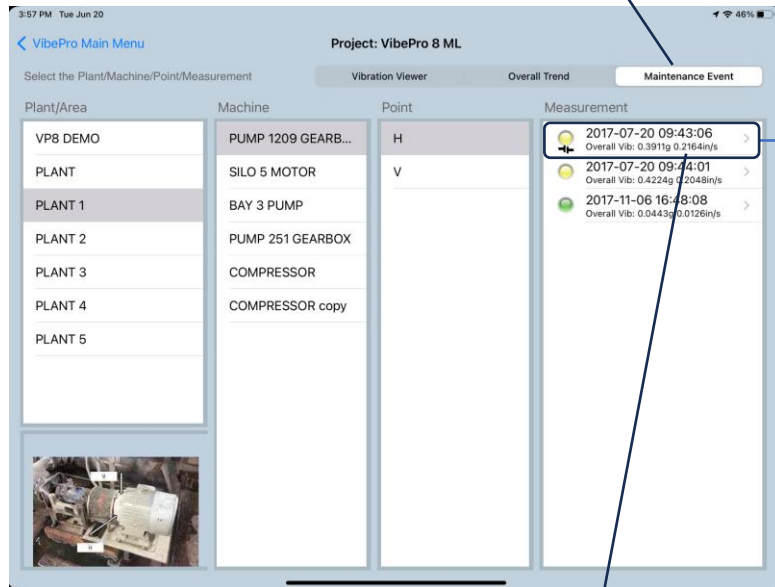 3:57 PM Tue Jun 20
46%
VibePro Main Menu
Project: VibePro 8 ML
Select the Plant/Machine/Point/Measurement
Vibration Viewer
Overall Trend
Maintenance Event
Plant/Area
Machine
Point
Measurement
VP8 DEMO
PLANT
PLANT 1
PLANT 2
PLANT 3
PLANT 4
PLANT 5
PUMP 1209 GEARB...
SILO 5 MOTOR
BAY 3 PUMP
PUMP 251 GEARBOX
COMPRESSOR
COMPRESSOR copy
H
V
2017-07-20 09:43:06
Overall Vib: 0.3911g 0.2164in/s
2017-07-20 09:44:01
Overall Vib: 0.4224g 0.2048in/s
2017-11-06 16:48:08
Overall Vib: 0.0443g 0.0126in/s
V
H